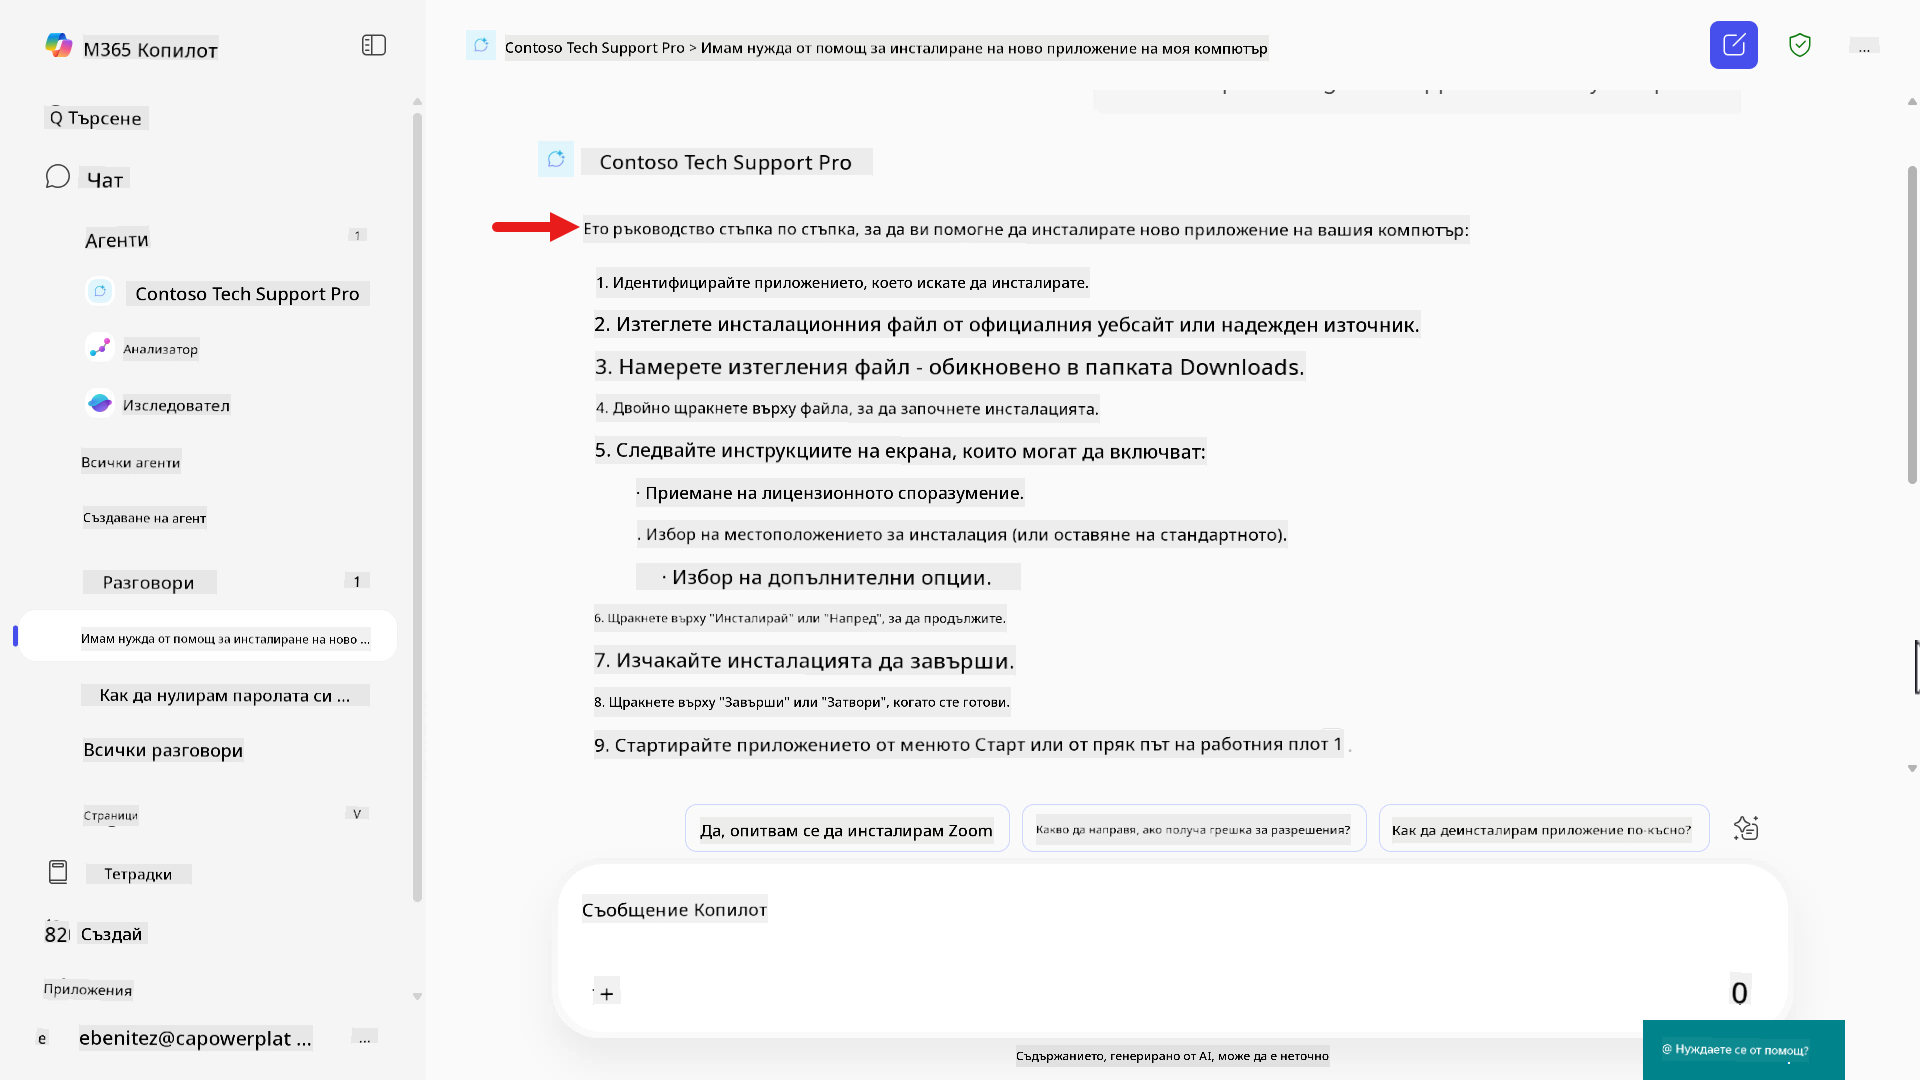 M365 Копилот
Q Търсене
Чат
Агенти
1
Contoso Tech Support Pro
Анализатор
Изследовател
Всички агенти
Създаване на агент
Разговори
1
Имам нужда от помощ за инсталиране на ново ...
Как да нулирам паролата си ...
Всички разговори
Страници
V
Тетрадки
82
Създай
Приложения
e
ebenitez@capowerplat ...
...
Contoso Tech Support Pro > Имам нужда от помощ за инсталиране на ново приложение на моя компютър
...
Contoso Tech Support Pro
Ето ръководство стъпка по стъпка, за да ви помогне да инсталирате ново приложение на вашия компютър:
1. Идентифицирайте приложението, което искате да инсталирате.
2. Изтеглете инсталационния файл от официалния уебсайт или надежден източник.
3. Намерете изтегления файл - обикновено в папката Downloads.
4. Двойно щракнете върху файла, за да започнете инсталацията.
5. Следвайте инструкциите на екрана, които могат да включват:
· Приемане на лицензионното споразумение.
. Избор на местоположението за инсталация (или оставяне на стандартното).
· Избор на допълнителни опции.
6. Щракнете върху "Инсталирай" или "Напред", за да продължите.
7. Изчакайте инсталацията да завърши.
8. Щракнете върху "Завърши" или "Затвори", когато сте готови.
9. Стартирайте приложението от менюто Старт или от пряк път на работния плот 1 .
Да, опитвам се да инсталирам Zoom
Какво да направя, ако получа грешка за разрешения?
Как да деинсталирам приложение по-късно?
Съобщение Копилот
+
0
Съдържанието, генерирано от AI, може да е неточно
@ Нуждаете се от помощ?